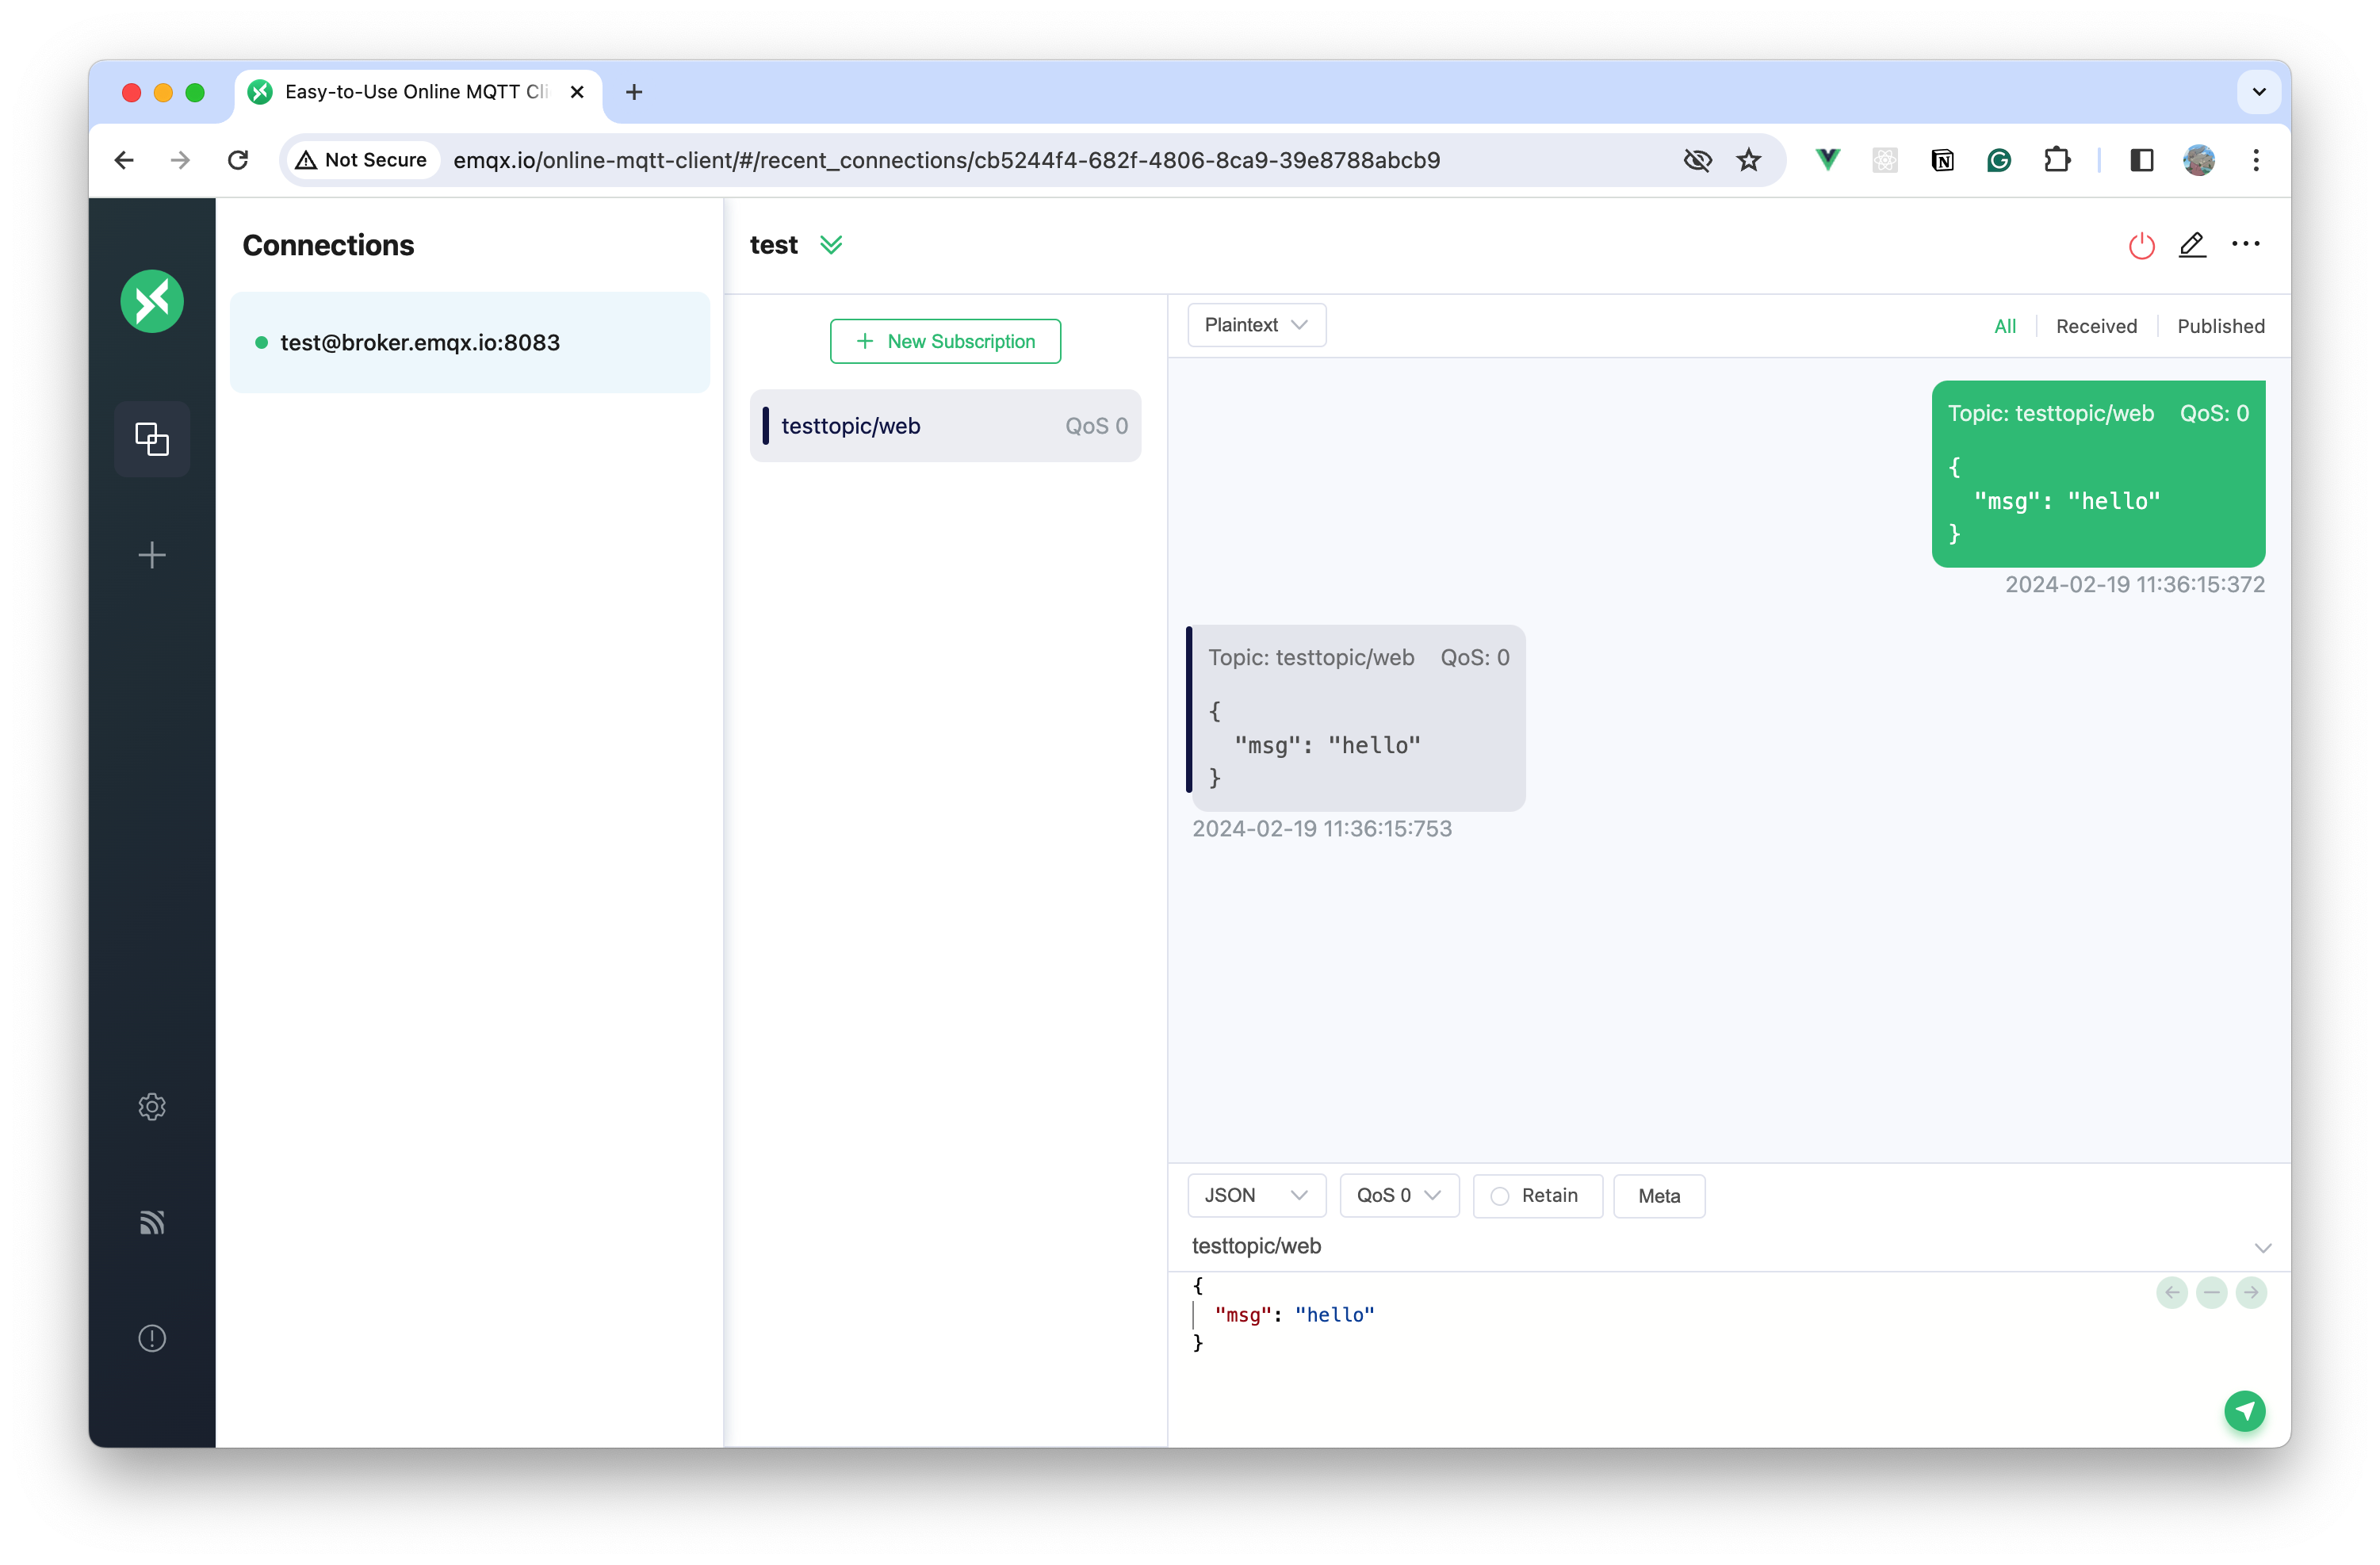 Easy-to-Use Online MQTT Cli
Not Secure
emqx.io/online-mqtt-client/#/recent_connections/cb5244f4-682f-4806-8ca9-39e8788abcb9
Connections
test@broker.emqx.io:8083
test
New Subscription
testtopic/web QoS 0
Plaintext
All Received Published
Topic: testtopic/web QoS: 0
{
"msg": "hello"
}
2024-02-19 11:36:15:372
Topic: testtopic/web QoS: 0
{
"msg": "hello"
}
2024-02-19 11:36:15:753
JSON QoS 0 Retain Meta
testtopic/web
{
"msg": "hello"
}